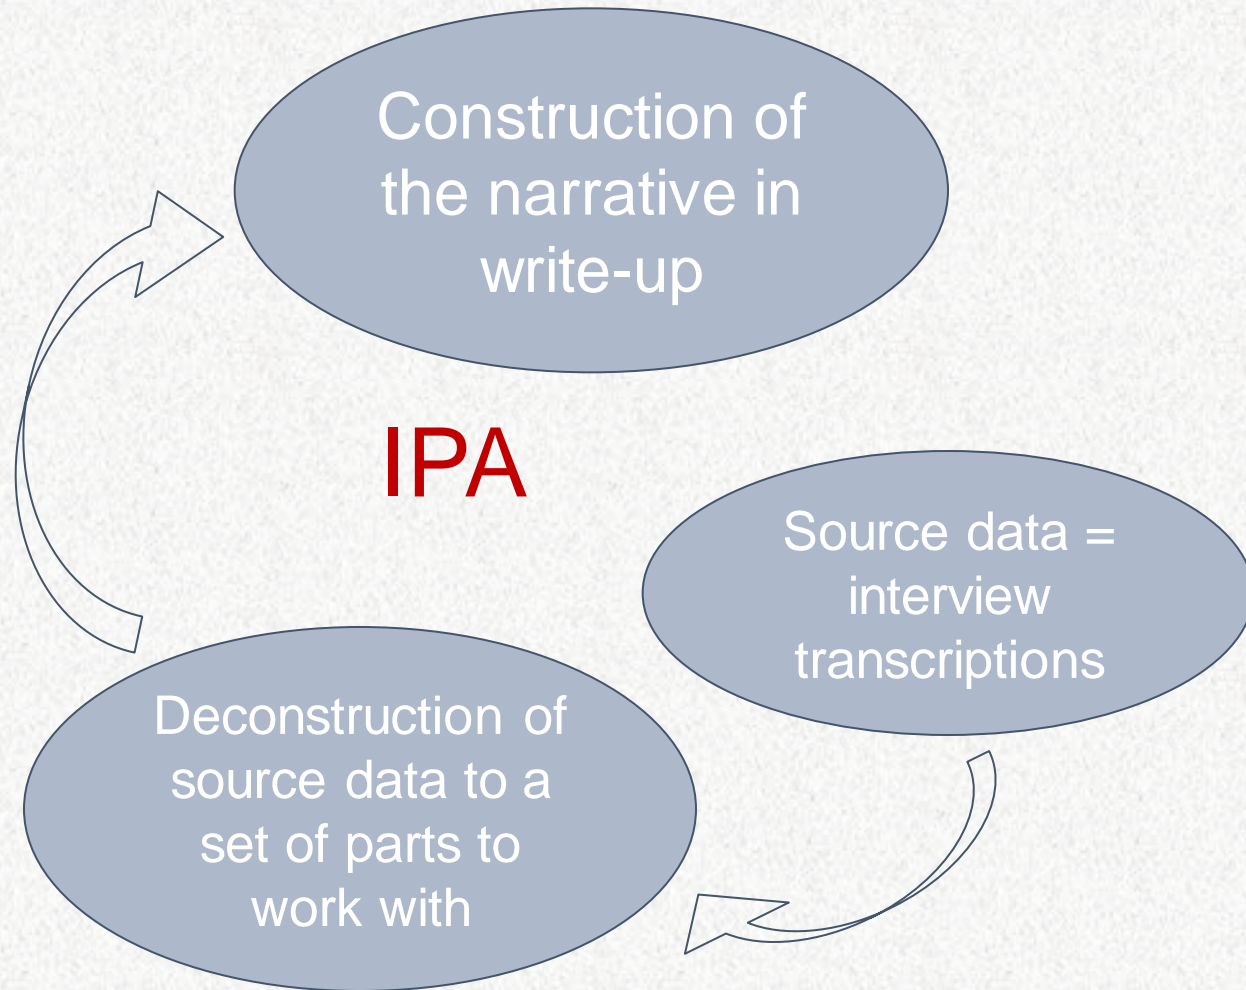 Construction of
the narrative in
write-up
IPA
Source data =
interview
transcriptions
Deconstruction of
source data to a
set of parts to
work with